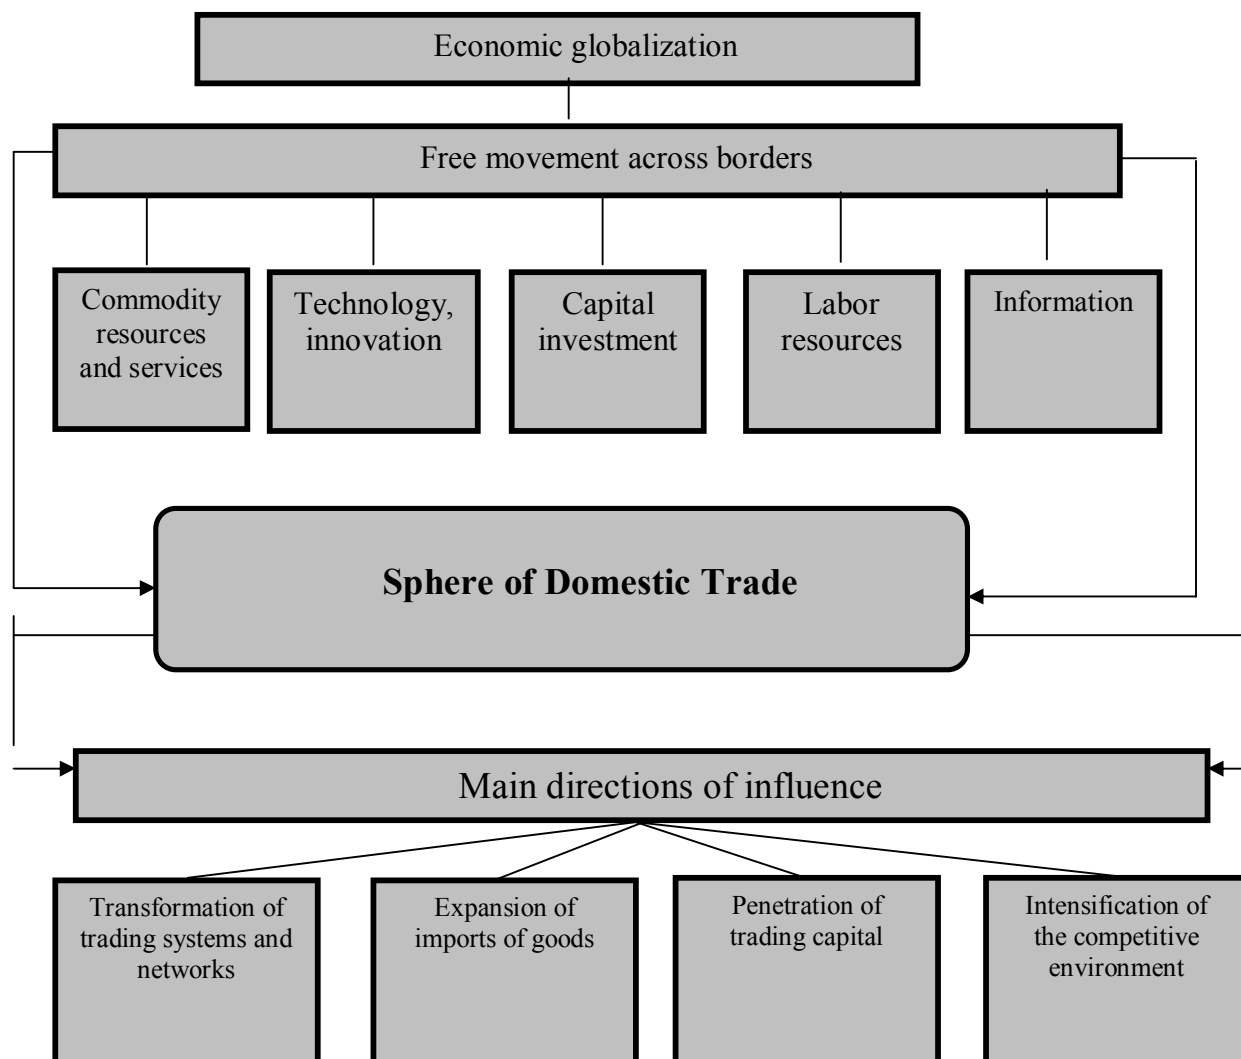 Economic globalization
Free movement across borders
Commodity
resources
and services
Technology,
innovation
Capital
investment
Labor
resources
Information
Sphere of Domestic Trade
Main directions of influence
Transformation of
trading systems and
networks
Expansion of
imports of goods
Penetration of
trading capital
Intensification of
the competitive
environment